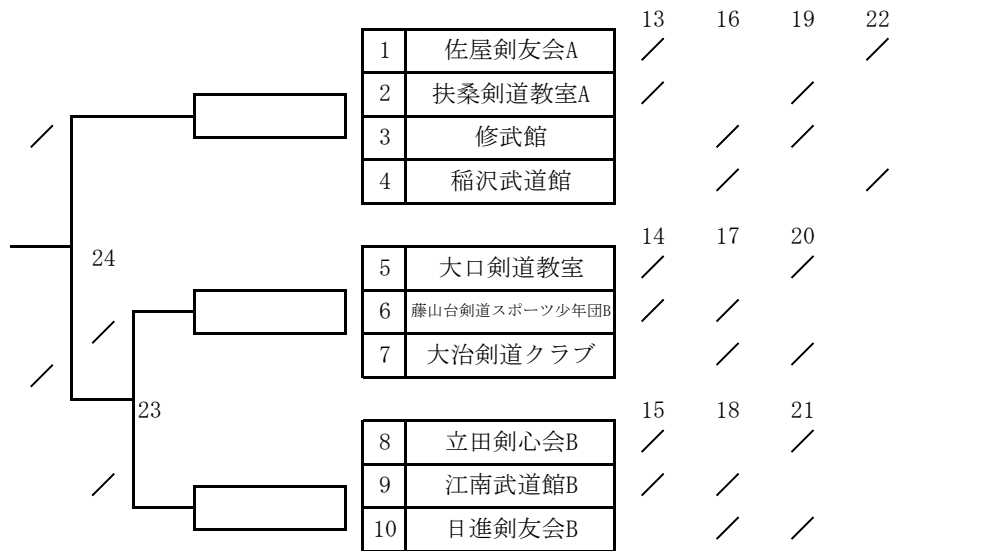 13 16 19 22
1 佐屋剣友会A
2 扶桑剣道教室A
3 修武館
4 稲沢武道館
14 17 20
24
5 大口剣道教室
6 藤山台剣道スポーツ少年団B
7 大治剣道クラブ
23
15 18 21
8 立田剣心会B
9 江南武道館B
10 日進剣友会B